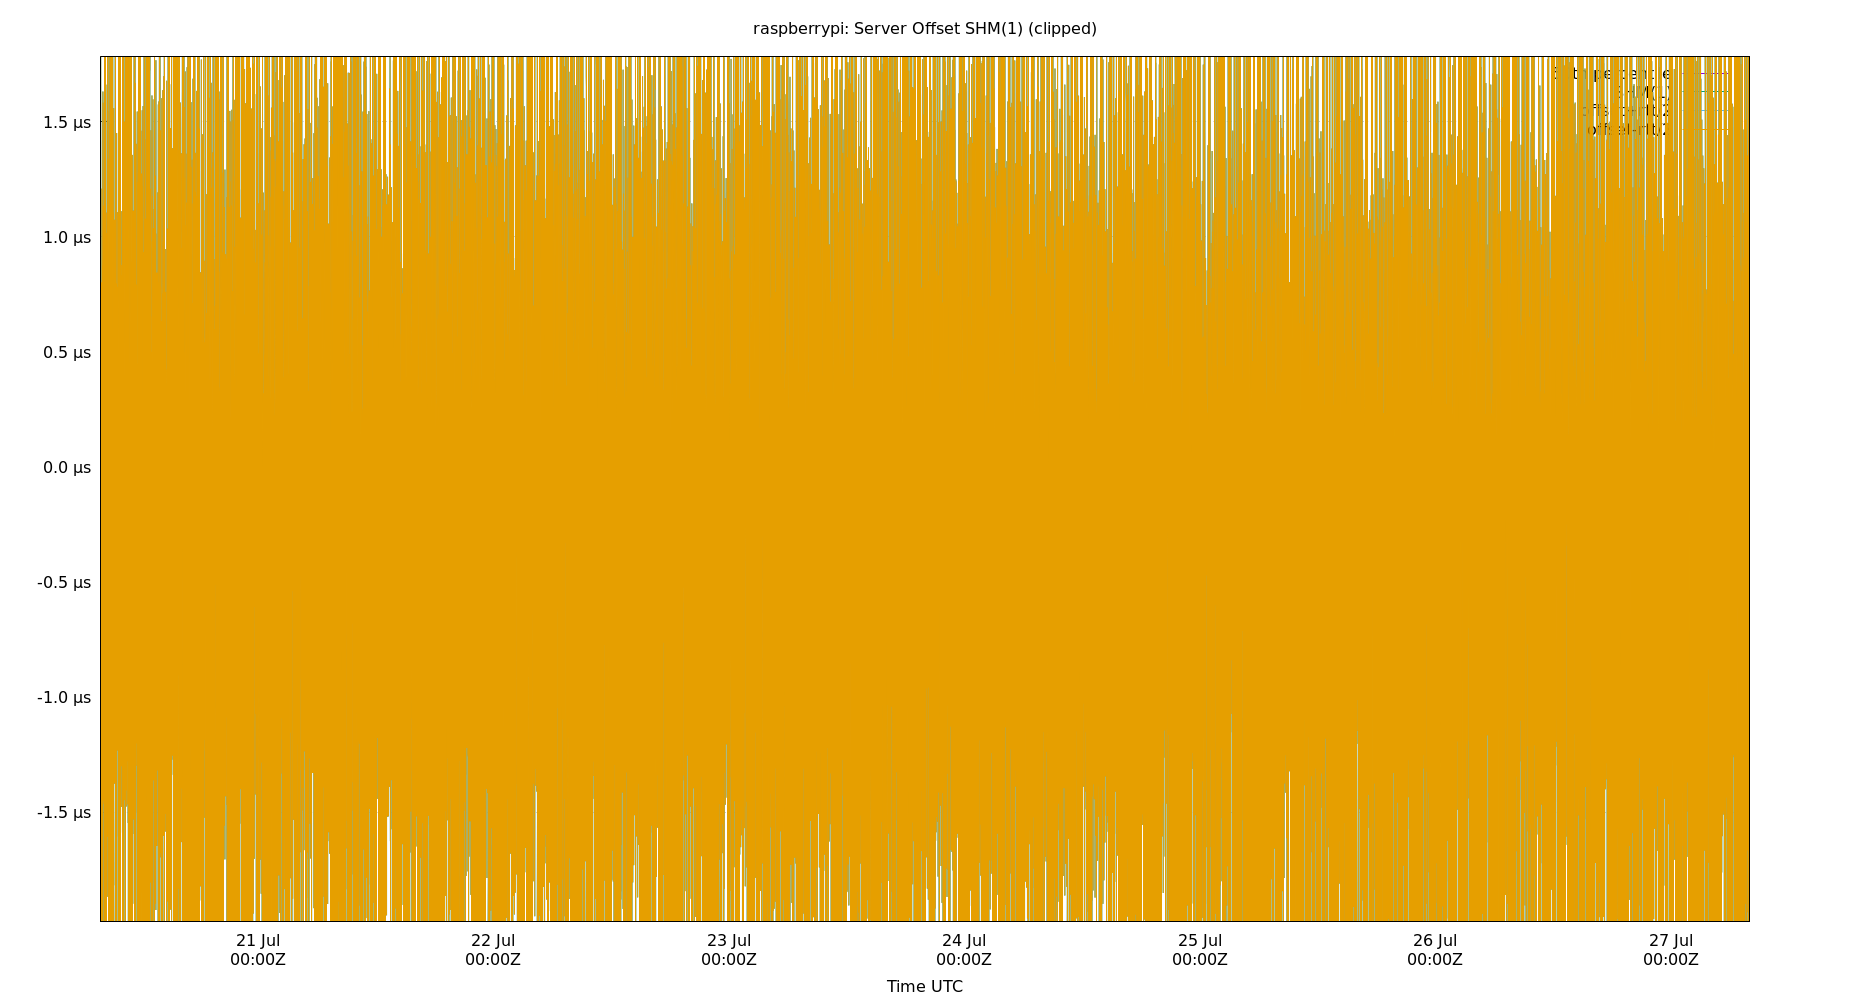 raspberrypi: Server Offset SHM(1) (clipped)
SHM(1)
1.5 µs
1.0 µs
0.5 µs
0.0 µs
-0.5 µs
-1.0 µs
-1.5 µs
21 Jul 22 Jul 23 Jul 24 Jul 25 Jul 26 Jul 27 Jul
00:00Z 00:00Z 00:00Z 00:00Z 00:00Z 00:00Z 00:00Z
Time UTC